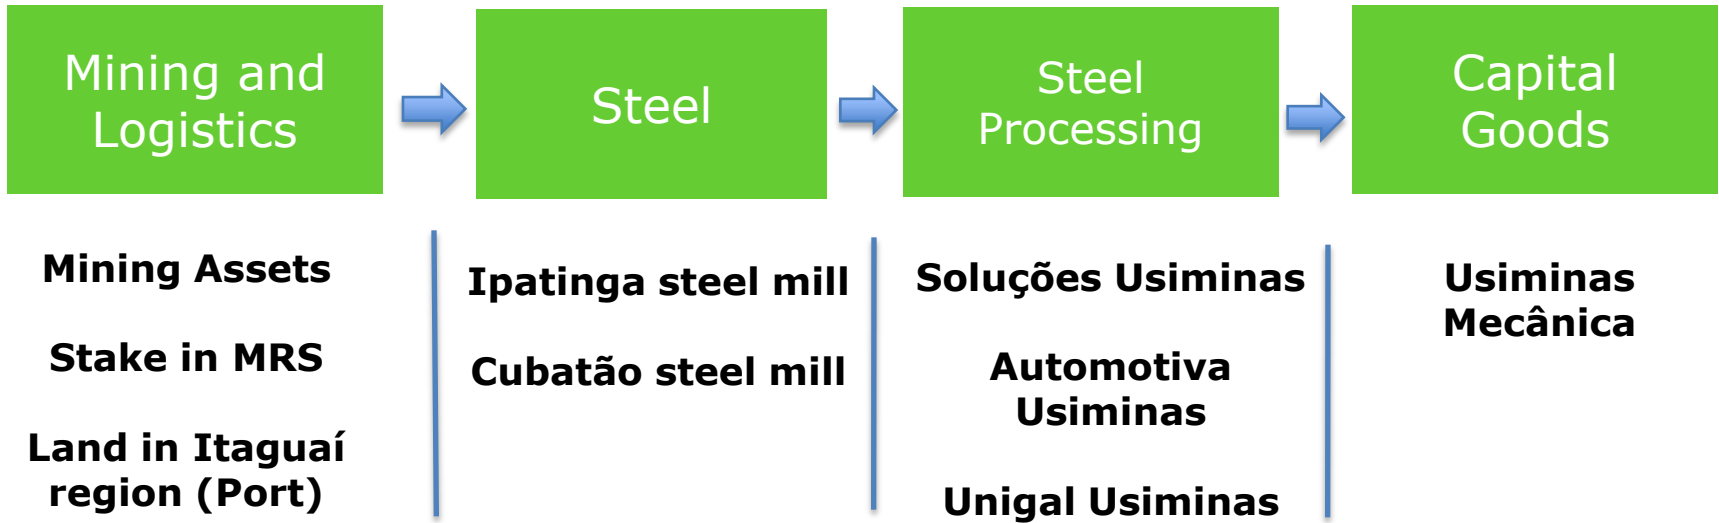 Mining and
Logistics
Steel
Steel
Processing
Capital
Goods
Mining Assets
Stake in MRS
Land in Itaguaí
region (Port)
Ipatinga steel mill
Cubatão steel mill
Soluções Usiminas
Automotiva
Usiminas
Unigal Usiminas
Usiminas
Mecânica